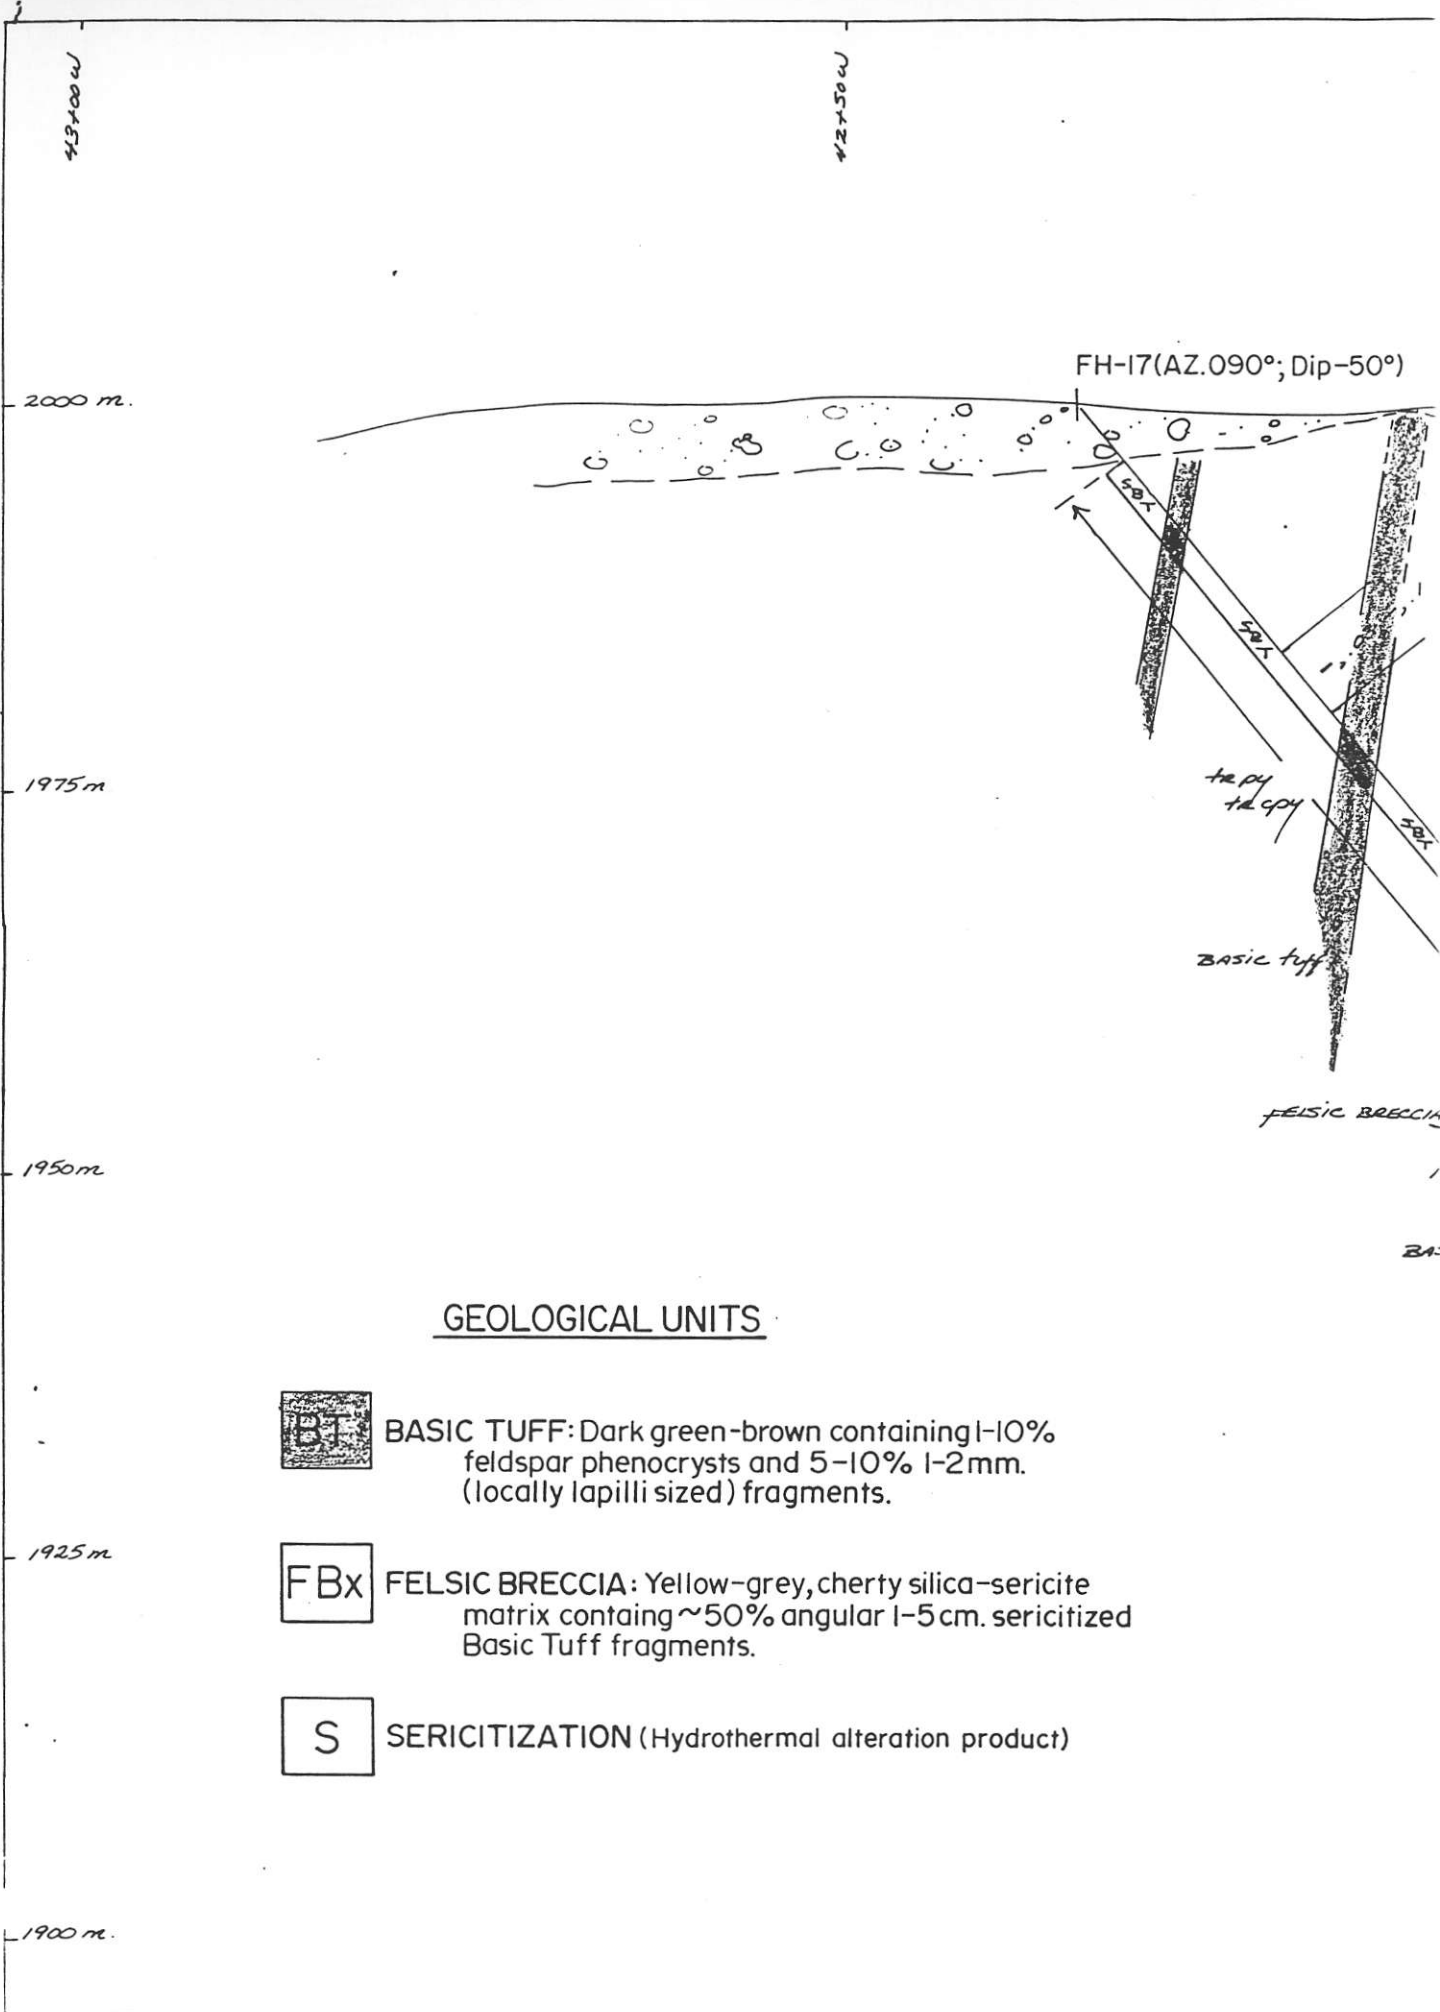 43+00W
42+50W
FH-17(AZ.090°; Dip-50°)
2000 m.
1975m
tr py
tr cpy
BASIC tuff
FELSIC BRECCIA
1950m
GEOLOGICAL UNITS
BT
BASIC TUFF: Dark green-brown containing 1-10%
feldspar phenocrysts and 5-10% 1-2mm.
(locally lapilli sized) fragments.
1925m
FBx
FELSIC BRECCIA: Yellow-grey, cherty silica-sericite
matrix containg ~50% angular 1-5cm. sericitized
Basic Tuff fragments.
S
SERICITIZATION (Hydrothermal alteration product)
1900 m.